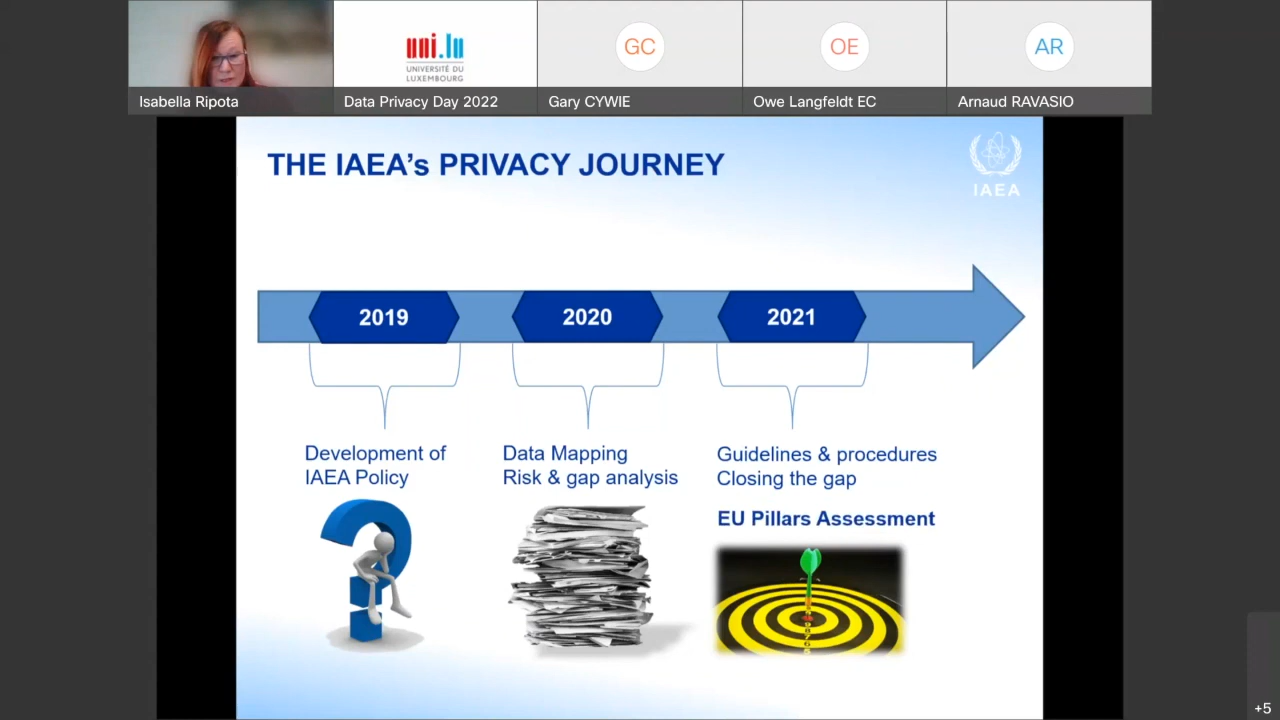 uni.lu
UNIVERSITÉ DU
LUXEMBOURG
GC
OE
AR
Isabella Ripota
Data Privacy Day 2022
Gary CYWIE
Owe Langfeldt EC
Arnaud RAVASIO
THE IAEA's PRIVACY JOURNEY
IAEA
2019
2020
2021
Development of
IAEA Policy
Data Mapping
Risk & gap analysis
Guidelines & procedures
Closing the gap
EU Pillars Assessment
+5